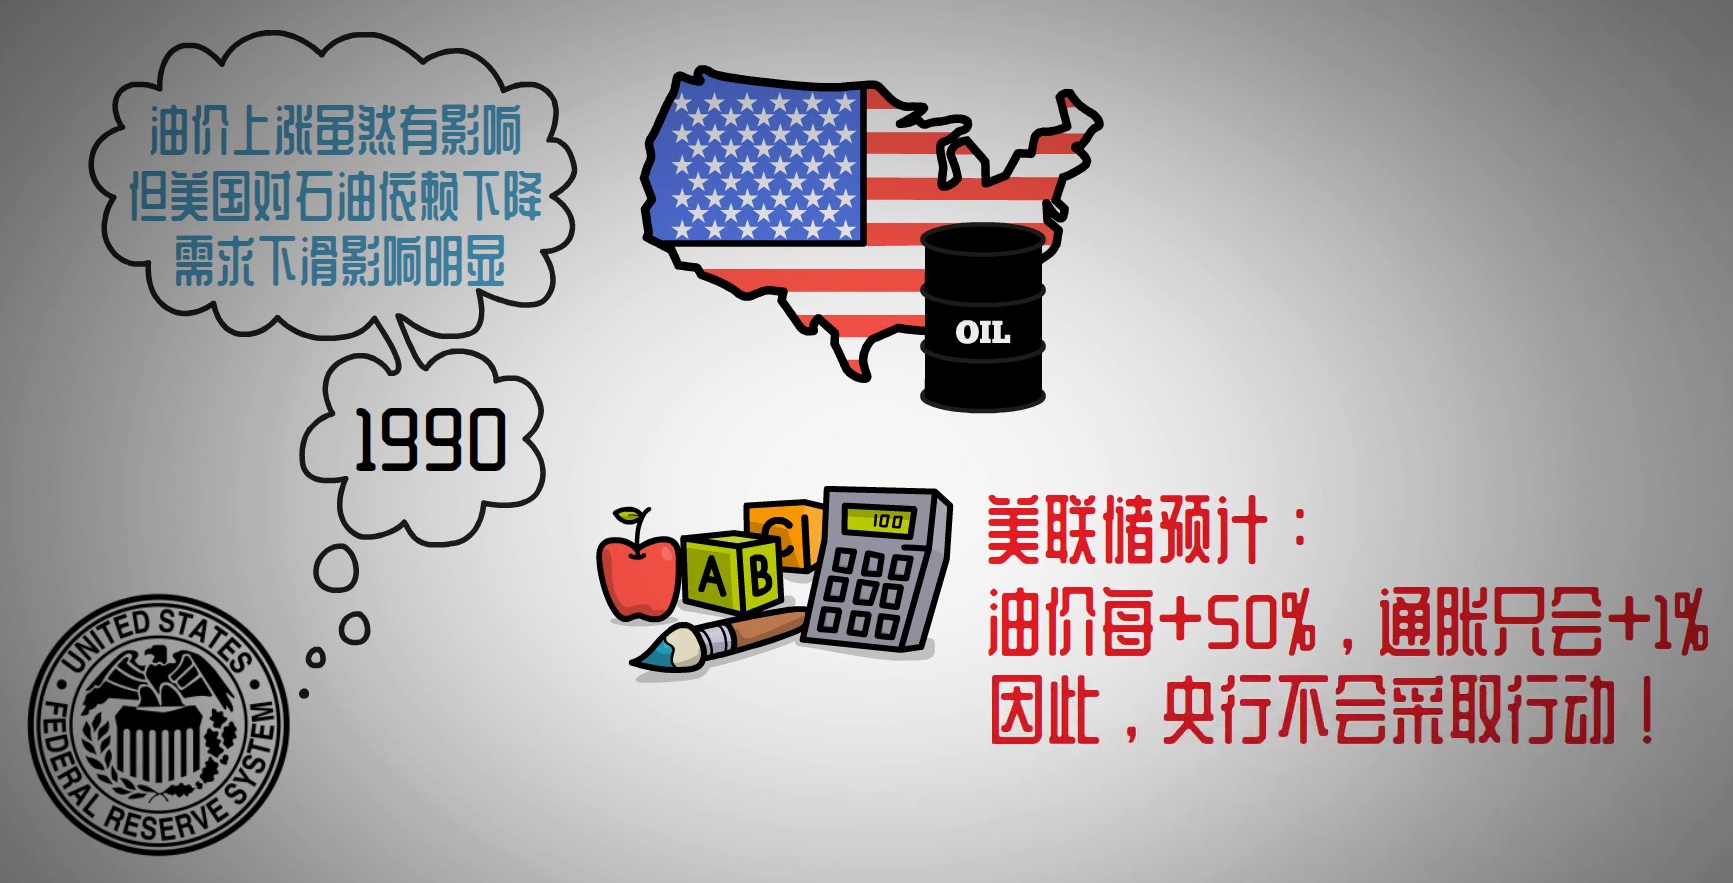 油价上涨虽然有影响
但美国对石油依赖下降
需求下滑影响明显
1990
OIL
100
C
A B
美联储预计：
油价每+50%，通胀只会+1%
因此，央行不会采取行动！
UNITED STATES
FEDERAL RESERVE SYSTEM